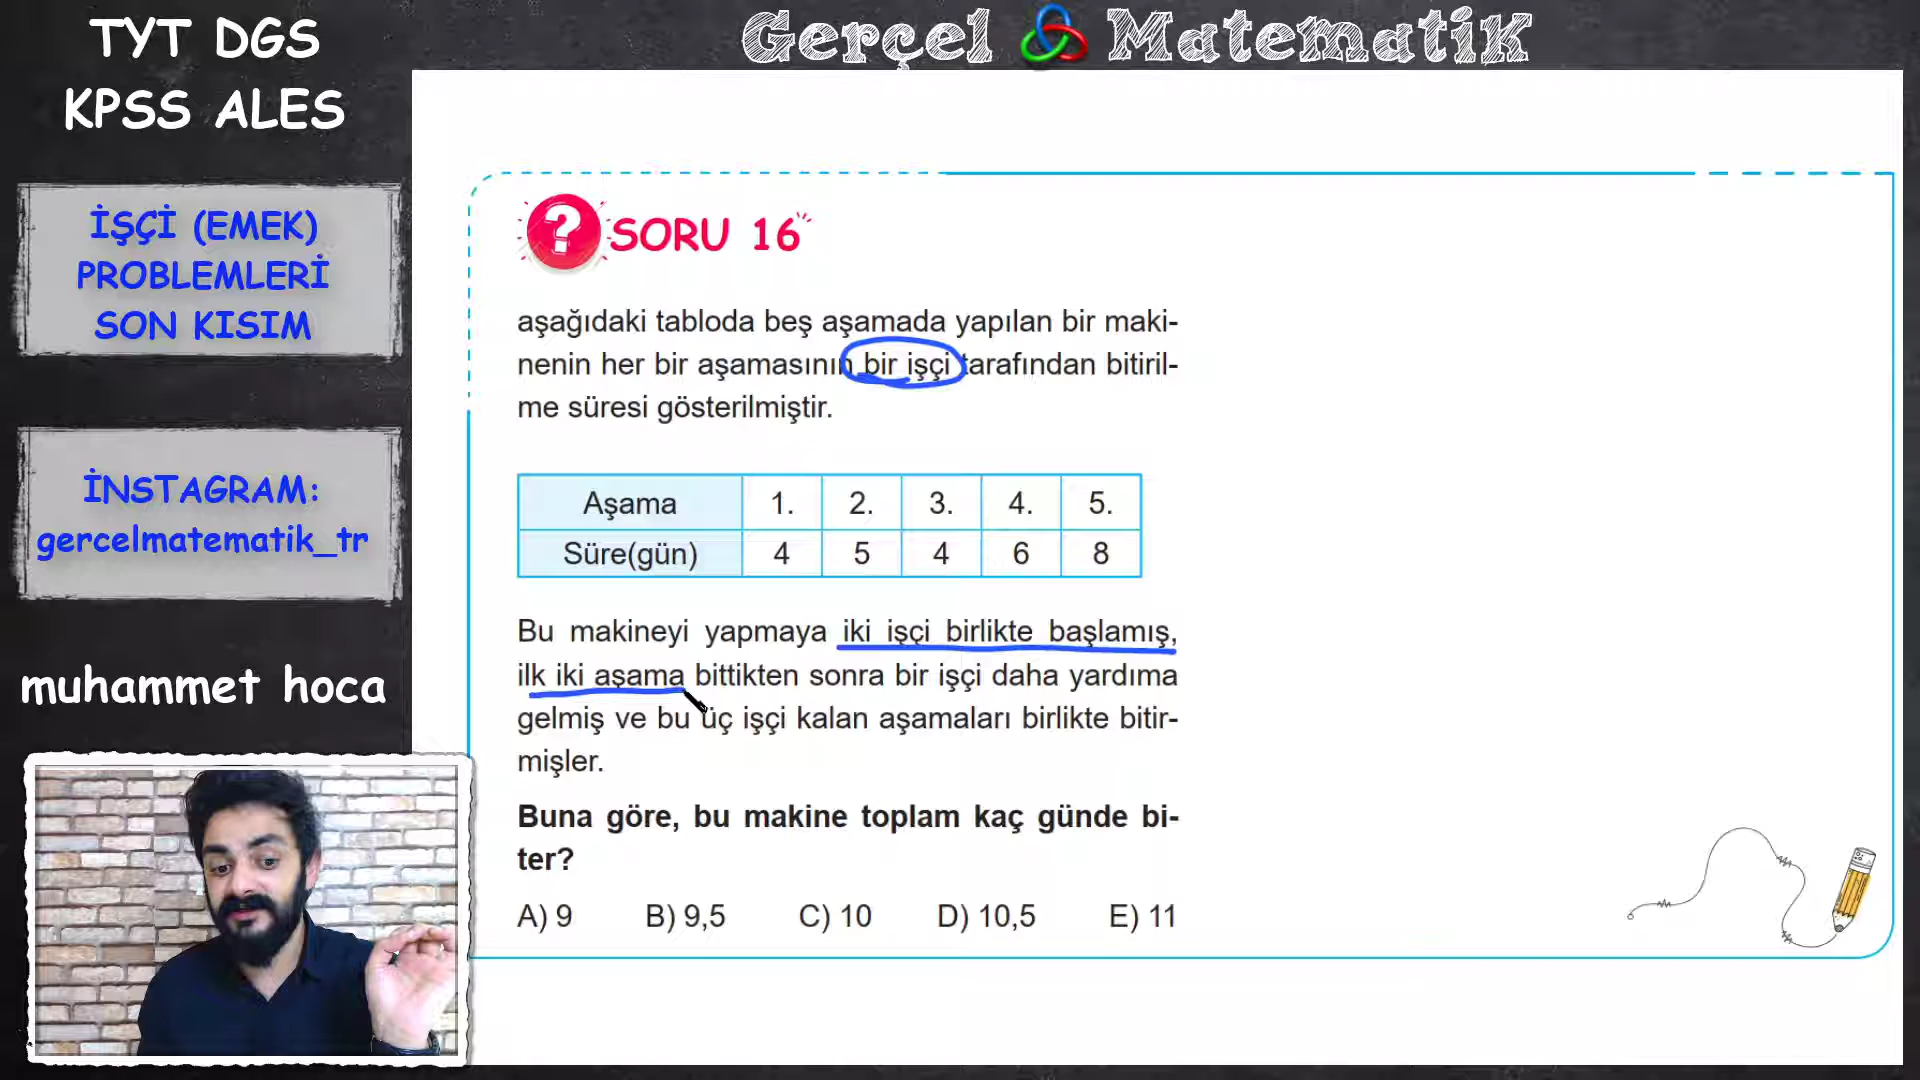 TYT DGS
KPSS ALES
Gerçel Matematik
İŞÇİ (EMEK)
PROBLEMLERİ
SON KISIM
İNSTAGRAM:
gercelmatematik_tr
muhammet hoca
? SORU 16
aşağıdaki tabloda beş aşamada yapılan bir maki-
nenin her bir aşamasının bir işçi tarafından bitiril-
me süresi gösterilmiştir.
Aşama 1. 2. 3. 4. 5.
Süre(gün) 4 5 4 6 8
Bu makineyi yapmaya iki işçi birlikte başlamış,
ilk iki aşama bittikten sonra bir işçi daha yardıma
gelmiş ve bu üç işçi kalan aşamaları birlikte bitir-
mişler.
Buna göre, bu makine toplam kaç günde bi-
ter?
A) 9 B) 9,5 C) 10 D) 10,5 E) 11